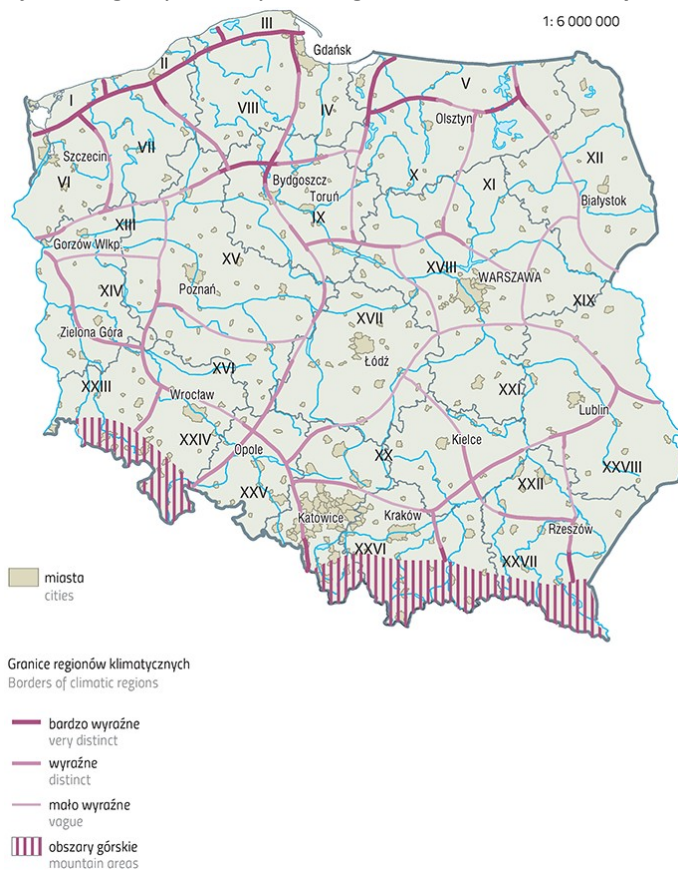 1: 6 000 000
III
Gdańsk
II
I
V
VIII
IV
Olsztyn
Szczecin
VII
XII
VI
X
XI
Bydgoszcz
Toruń
Białystok
IX
XIII
Gorzów Wlkp.
XV
XVIII
WARSZAWA
XIV
Poznań
XIX
XVII
Zielona Góra
Łódź
XVI
XXIII
XXI
Wrocław
Lublin
XXIV
Kielce
Opole
XX
XXVIII
XXV
XXII
Katowice
Kraków
Rzeszów
XXVI
XXVII
miasta
cities
Granice regionów klimatycznych
Borders of climatic regions
bardzo wyraźne
very distinct
wyraźne
distinct
mało wyraźne
vague
obszary górskie
mountain areas